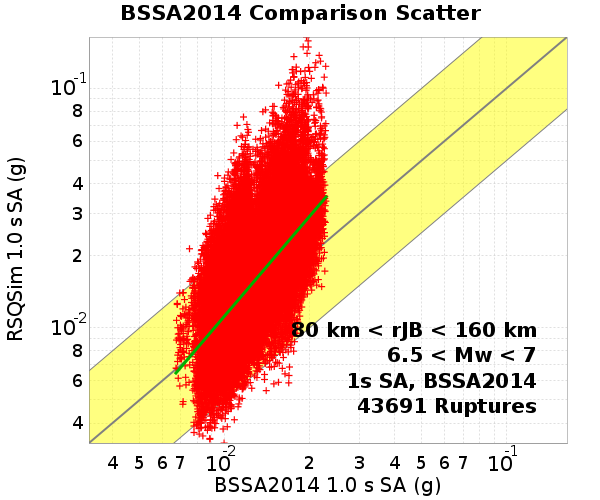 BSSA2014 Comparison Scatter
RSQSim 1.0 s SA (g)
10-1
8
6
4
3
2
10-2
8
6
4
80 km < rJB < 160 km
6.5 < Mw < 7
1s SA, BSSA2014
43691 Ruptures
4 5 6 7 10-2 2 3 4 5 6 7 10-1
BSSA2014 1.0 s SA (g)